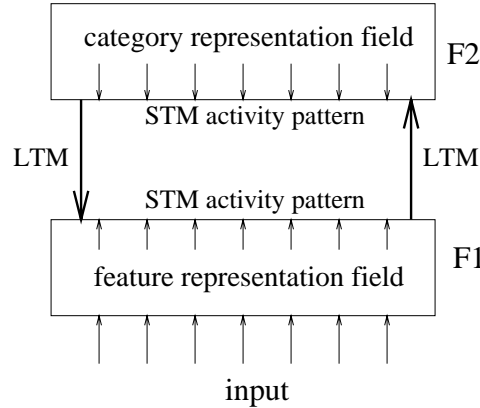 category representation field
F2
STM activity pattern
LTM
LTM
STM activity pattern
F1
feature representation field
input